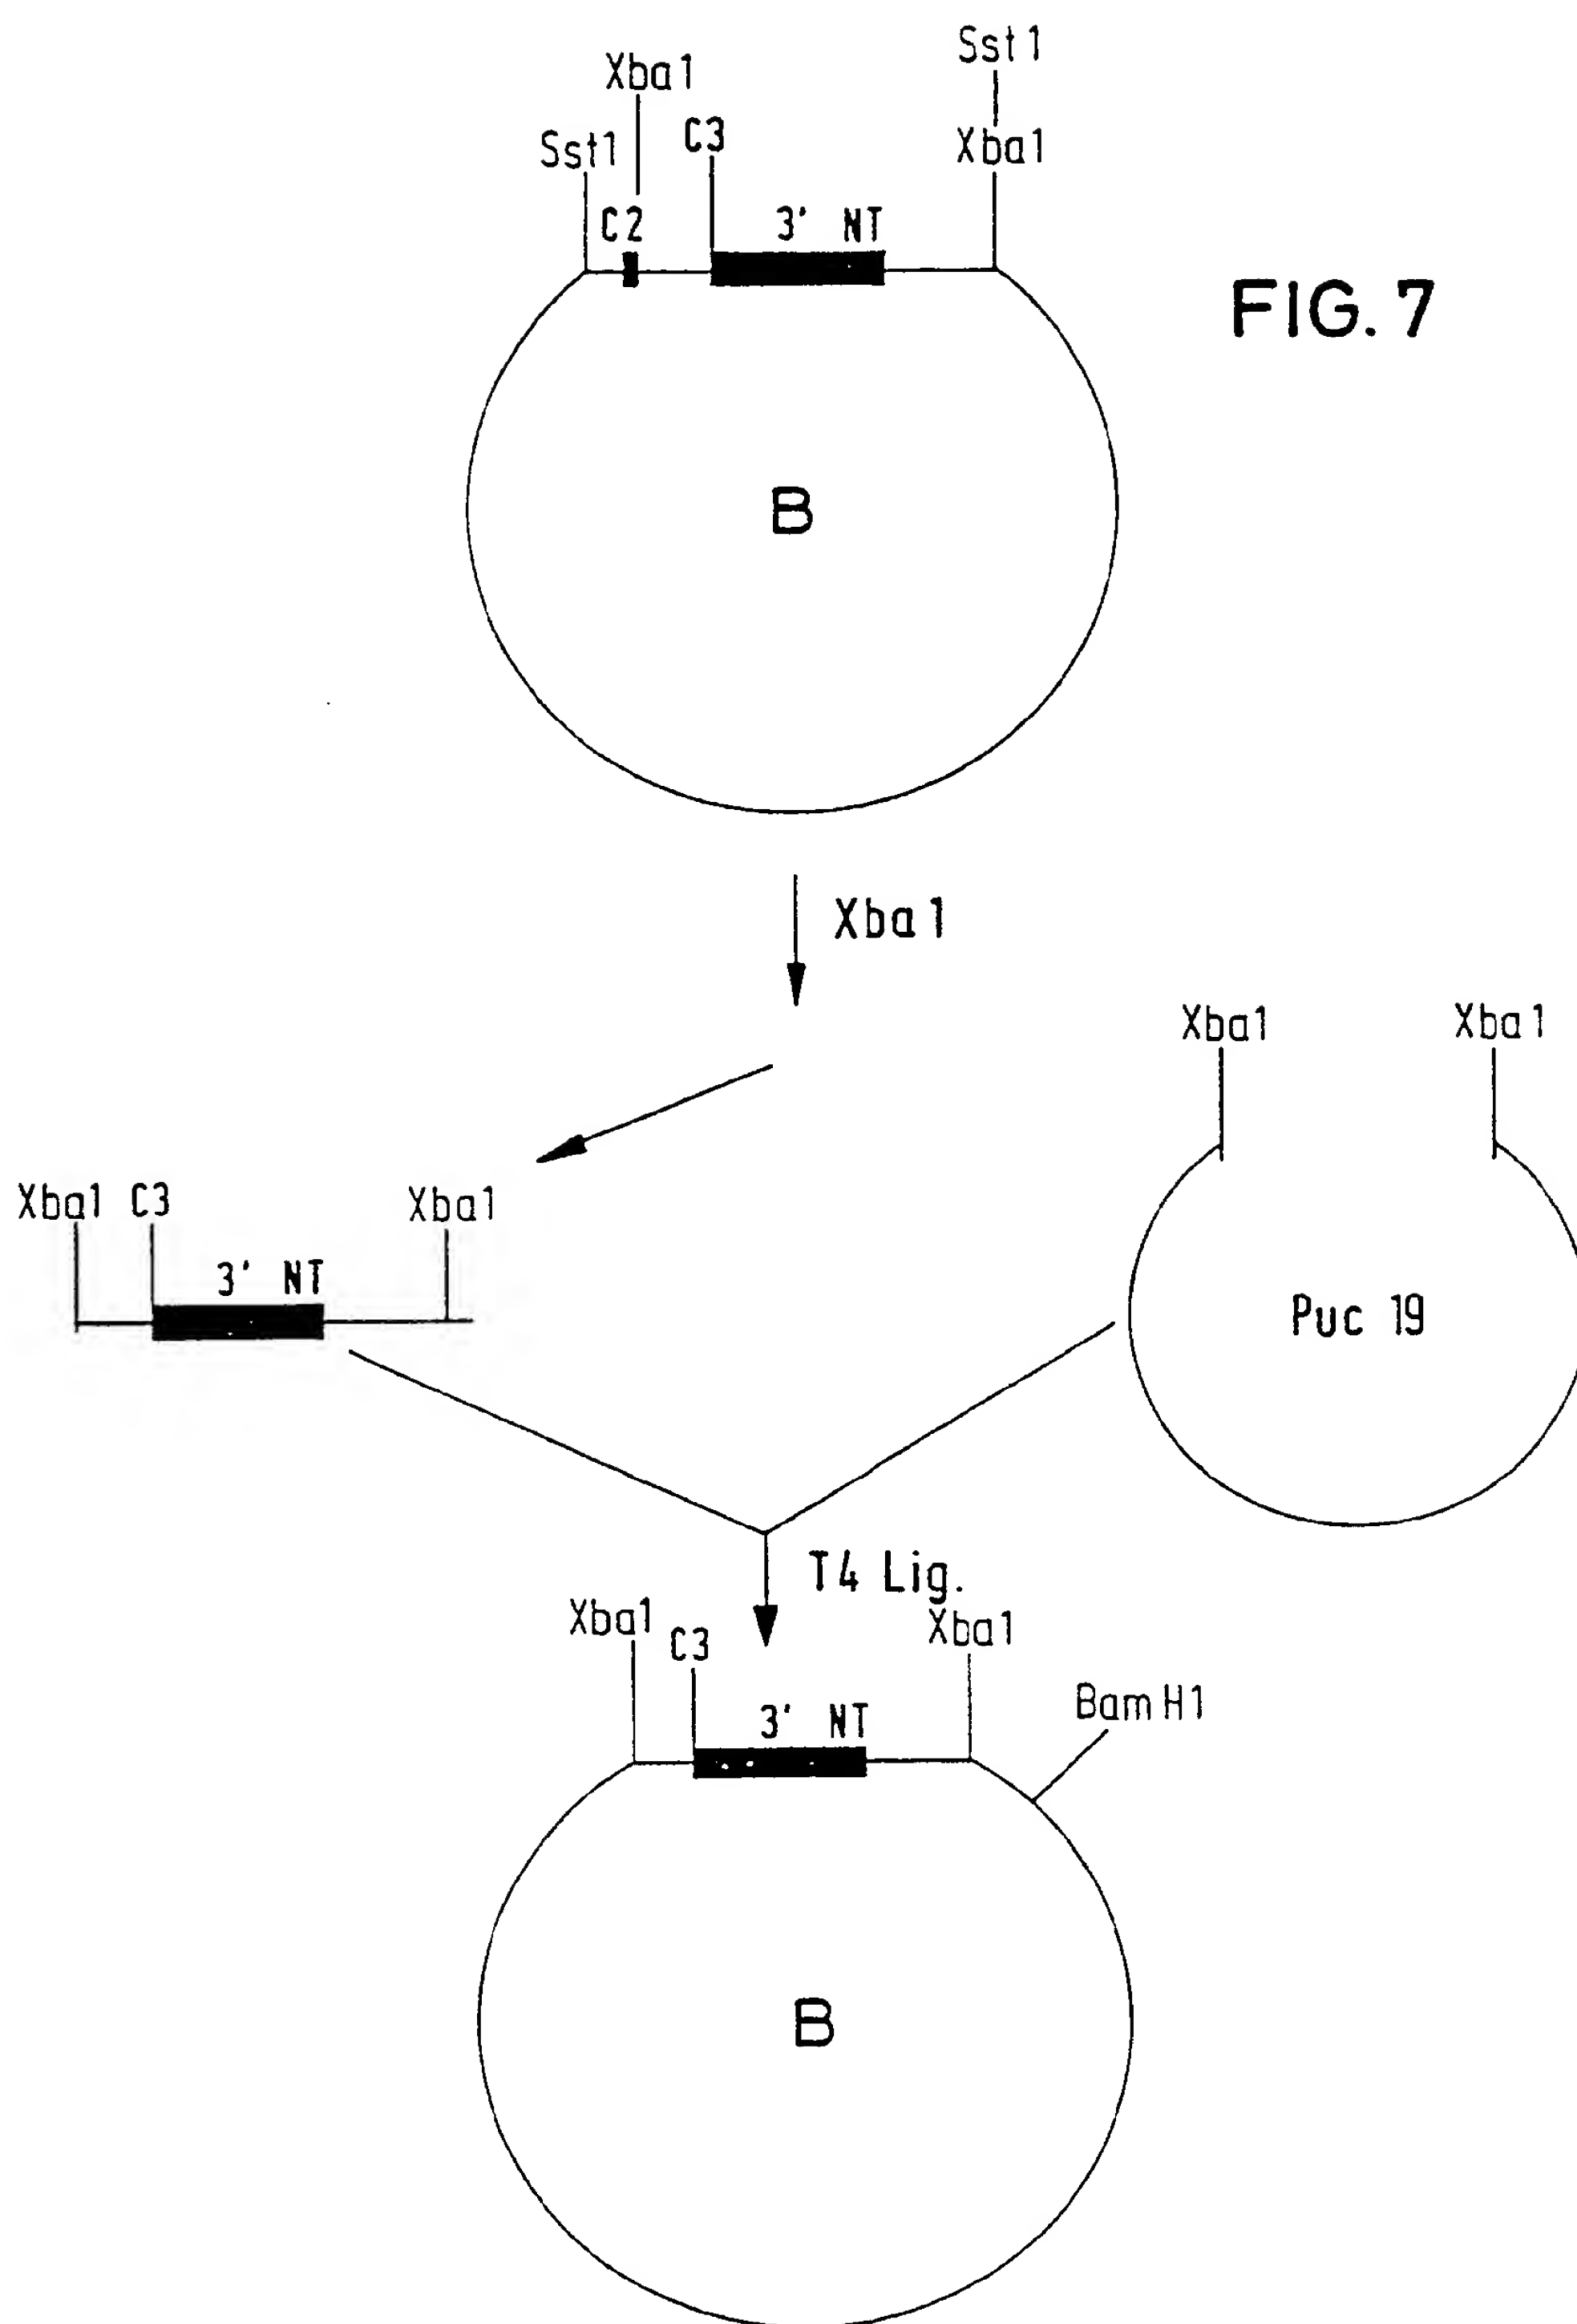 Sst1
Xba1
C3
Xba1
Sst1
C2
3' NT
FIG. 7
B
Xba1
Xba1
Xba1
Xba1
C3
Xba1
3' NT
Puc 19
T4 Lig.
Xba1
C3
Xba1
Bam H1
3' NT
B